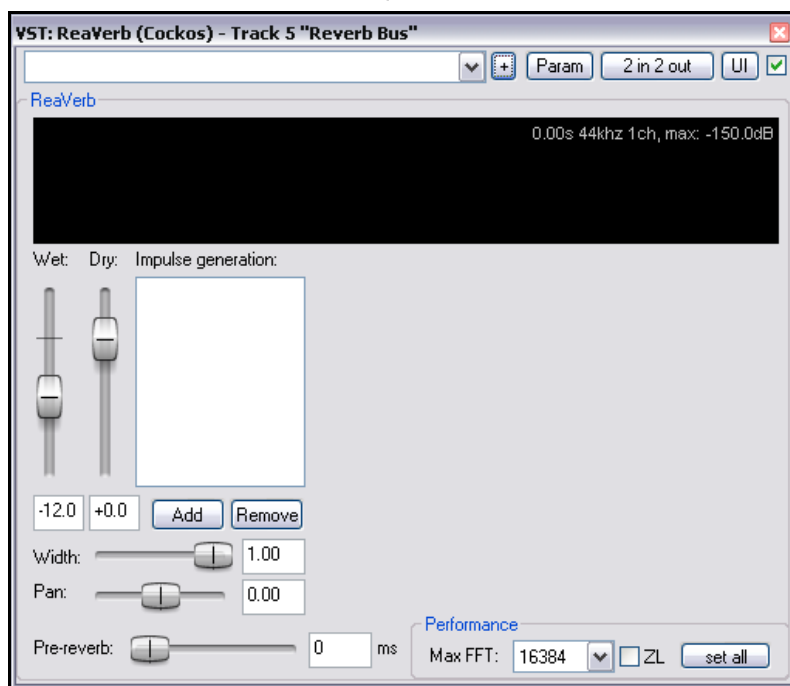 VST: ReaVerb (Cockos) - Track 5 "Reverb Bus"
+ Param 2 in 2 out UI
ReaVerb
0.00s 44khz 1ch, max: -150.0dB
Wet: Dry: Impulse generation:
-12.0 +0.0 Add Remove
Width: 1.00
Pan: 0.00
Pre-reverb: 0 ms
Performance
Max FFT: 16384 ZL set all